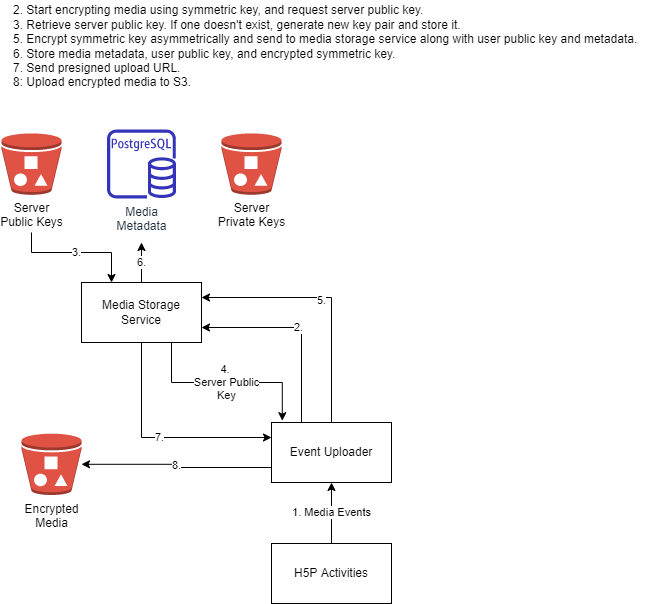 2. Start encrypting media using symmetric key, and request server public key.
3. Retrieve server public key. If one doesn't exist, generate new key pair and store it.
5. Encrypt symmetric key asymmetrically and send to media storage service along with user public key and metadata.
6. Store media metadata, user public key, and encrypted symmetric key.
7. Send presigned upload URL.
8: Upload encrypted media to S3.
PostgreSQL
Server
Public Keys
Media
Metadata
Server
Private Keys
3.
6.
Media Storage
Service
5.
2.
4.
Server Public
Key
7.
8.
Event Uploader
Encrypted
Media
1. Media Events
H5P Activities